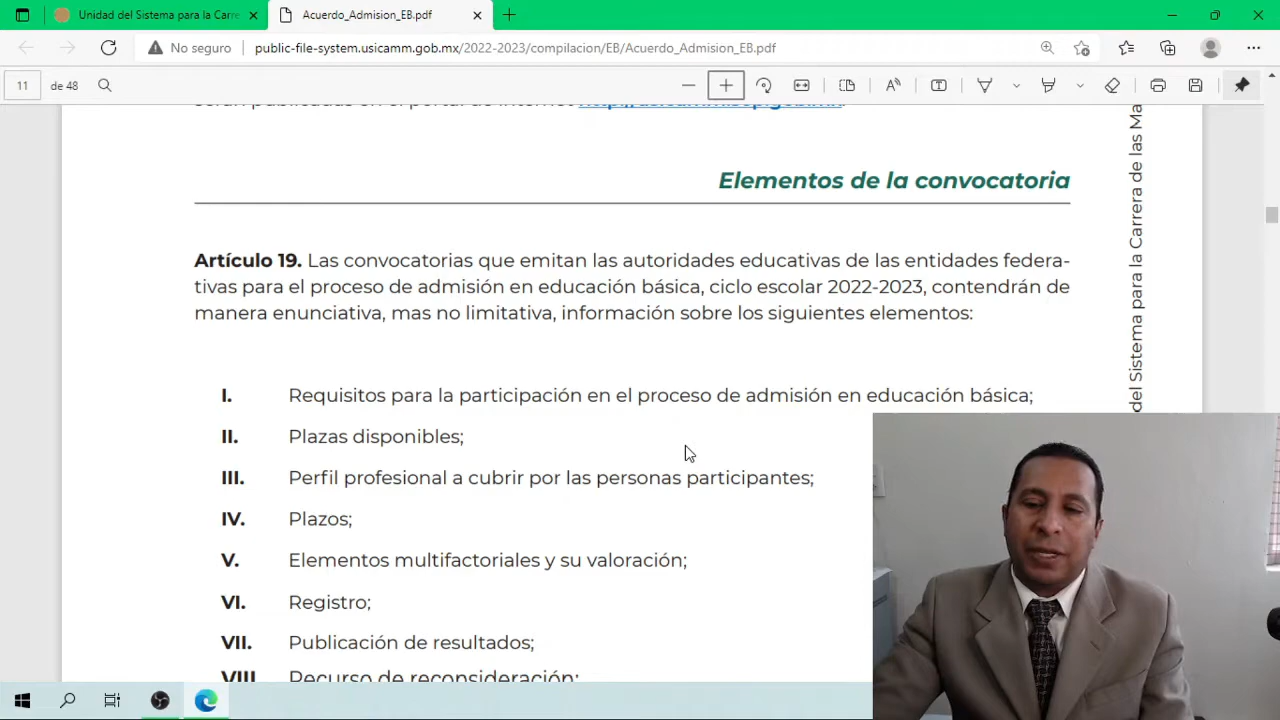 Unidad del Sistema para la Carre
Acuerdo_Admision_EB.pdf
No seguro
public-file-system.usicamm.gob.mx/2022-2023/compilacion/EB/Acuerdo_Admision_EB.pdf
11 de 48
Elementos de la convocatoria
Artículo 19. Las convocatorias que emitan las autoridades educativas de las entidades federa-
tivas para el proceso de admisión en educación básica, ciclo escolar 2022-2023, contendrán de
manera enunciativa, mas no limitativa, información sobre los siguientes elementos:
I. Requisitos para la participación en el proceso de admisión en educación básica;
II. Plazas disponibles;
III. Perfil profesional a cubrir por las personas participantes;
IV. Plazos;
V. Elementos multifactoriales y su valoración;
VI. Registro;
VII. Publicación de resultados;
VIII. Recurso de reconsideración;
del Sistema para la Carrera de las Ma